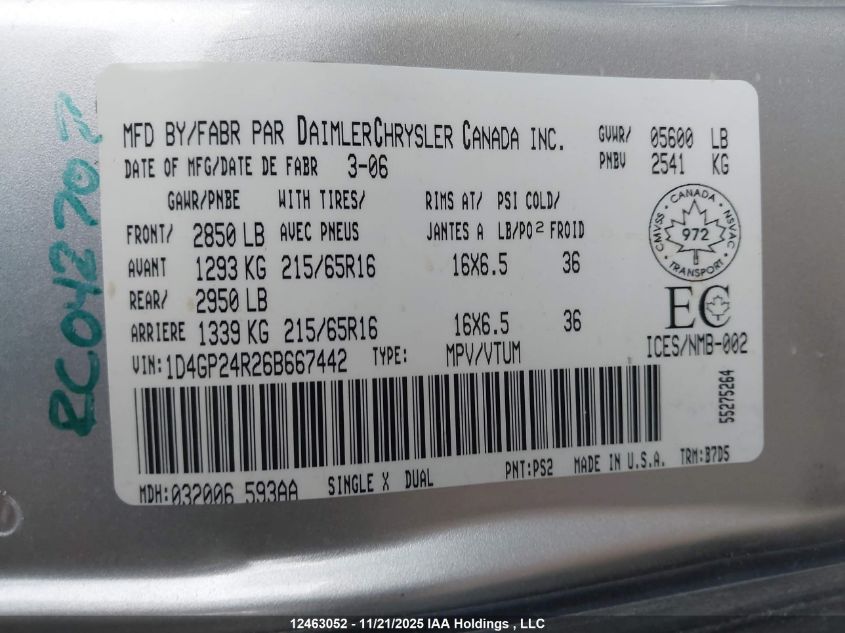 RC042702
MFD BY/FABR PAR DAIMLERCHRYSLER CANADA INC.
GVWR/ 05600 LB
PNBV 2541 KG
DATE OF MFG/DATE DE FABR 3-06
GAWR/PNBE WITH TIRES/ RIMS AT/ PSI COLD/
FRONT/ 2850 LB AVEC PNEUS JANTES A LB/PO2 FROID
AVANT 1293 KG 215/65R16 16X6.5 36
REAR/ 2950 LB
ARRIERE 1339 KG 215/65R16 16X6.5 36
CANADA
CMVSS 972 NSVAC
TRANSPORT
EC
ICES/NMB-002
VIN:1D4GP24R26B667442 TYPE: MPV/VTUM
55275264
PNT:PS2 MADE IN U.S.A. TRM:B7D5
MDH:032006 593AA SINGLE X DUAL
12463052 - 11/21/2025 IAA Holdings , LLC